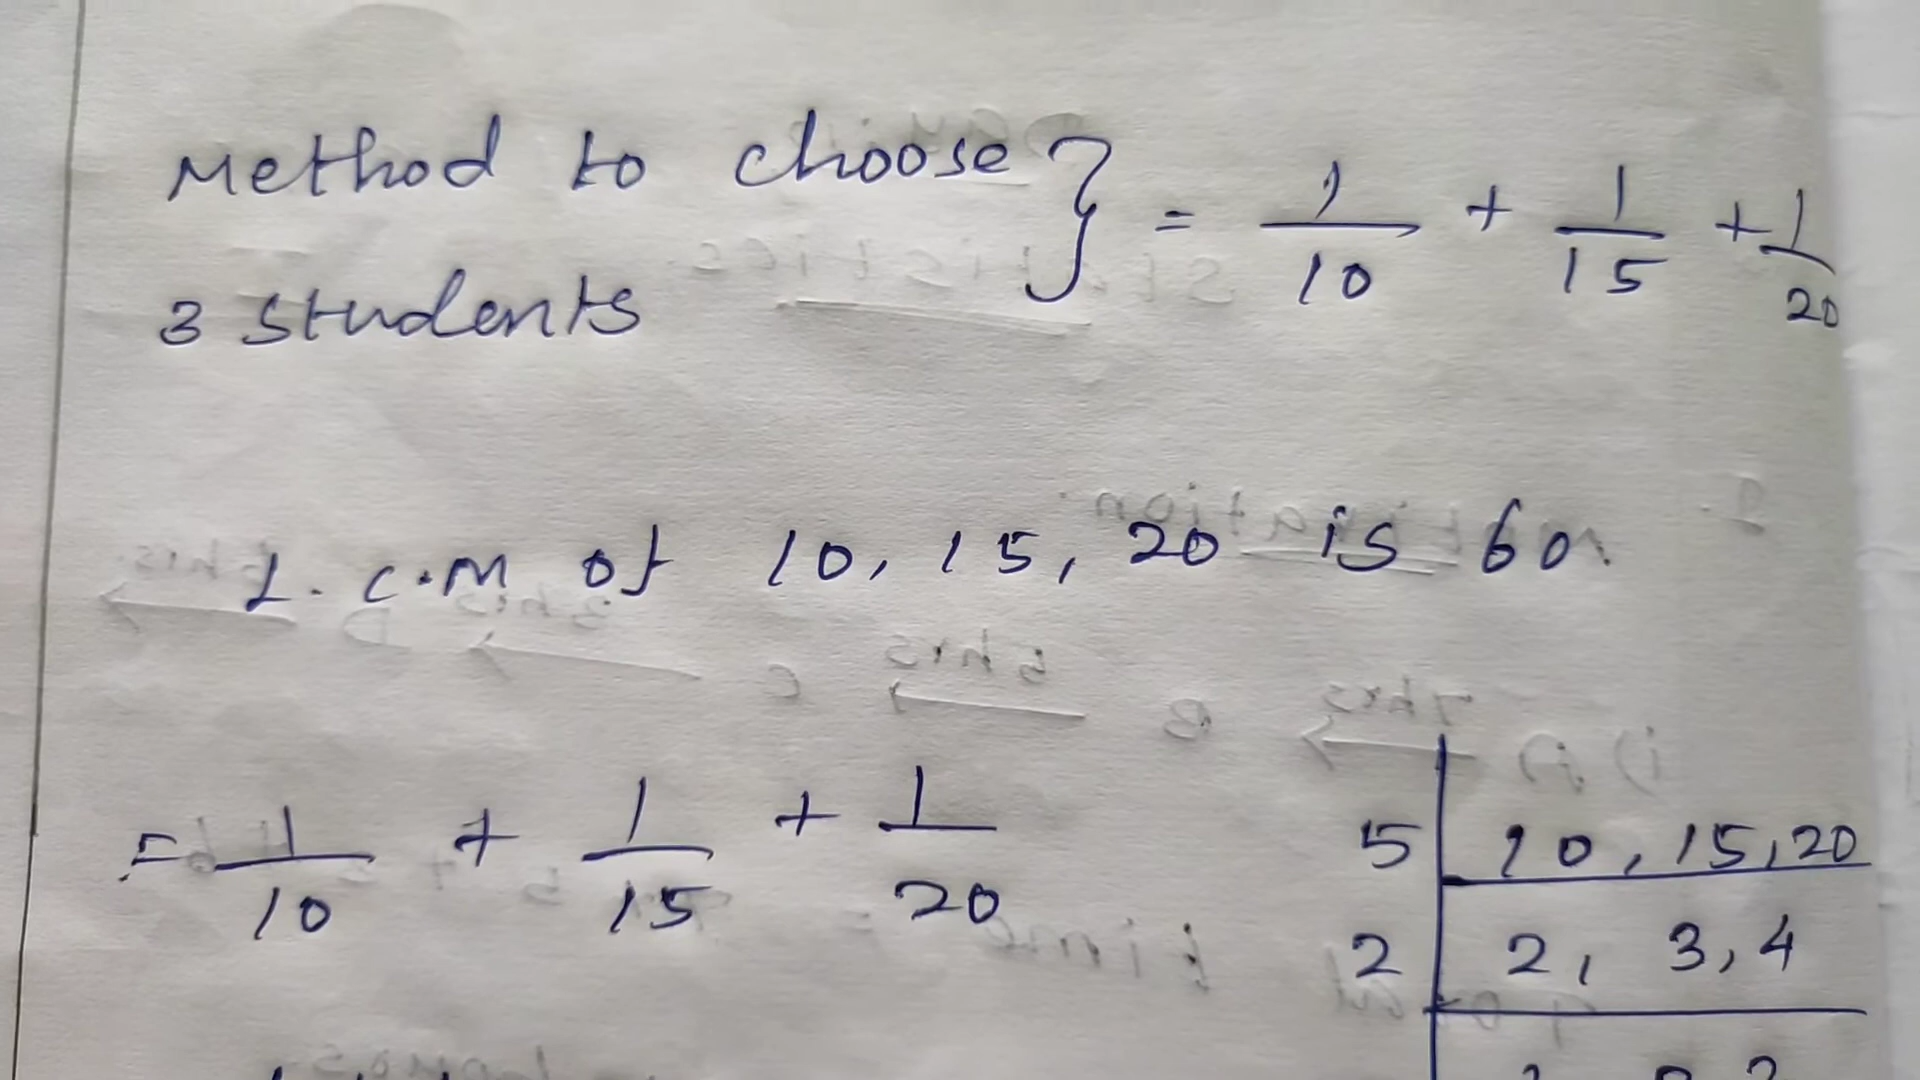 Method to choose } = 1/10 + 1/15 + 1/20
3 students
L.C.M of 10, 15, 20 is 60.
= 1/10 + 1/15 + 1/20
5 | 10, 15, 20
2 | 2, 3, 4